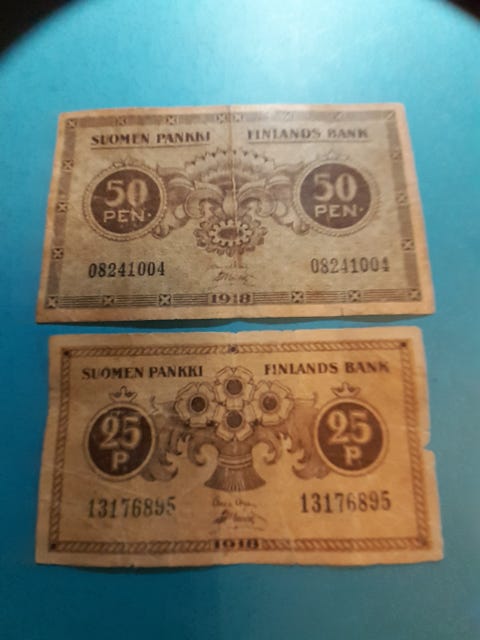 SUOMEN PANKKI FINLANDS BANK
50 50
PEN. PEN.
08241004 08241004
1918
SUOMEN PANKKI FINLANDS BANK
25 25
P P
13176895 13176895
1918